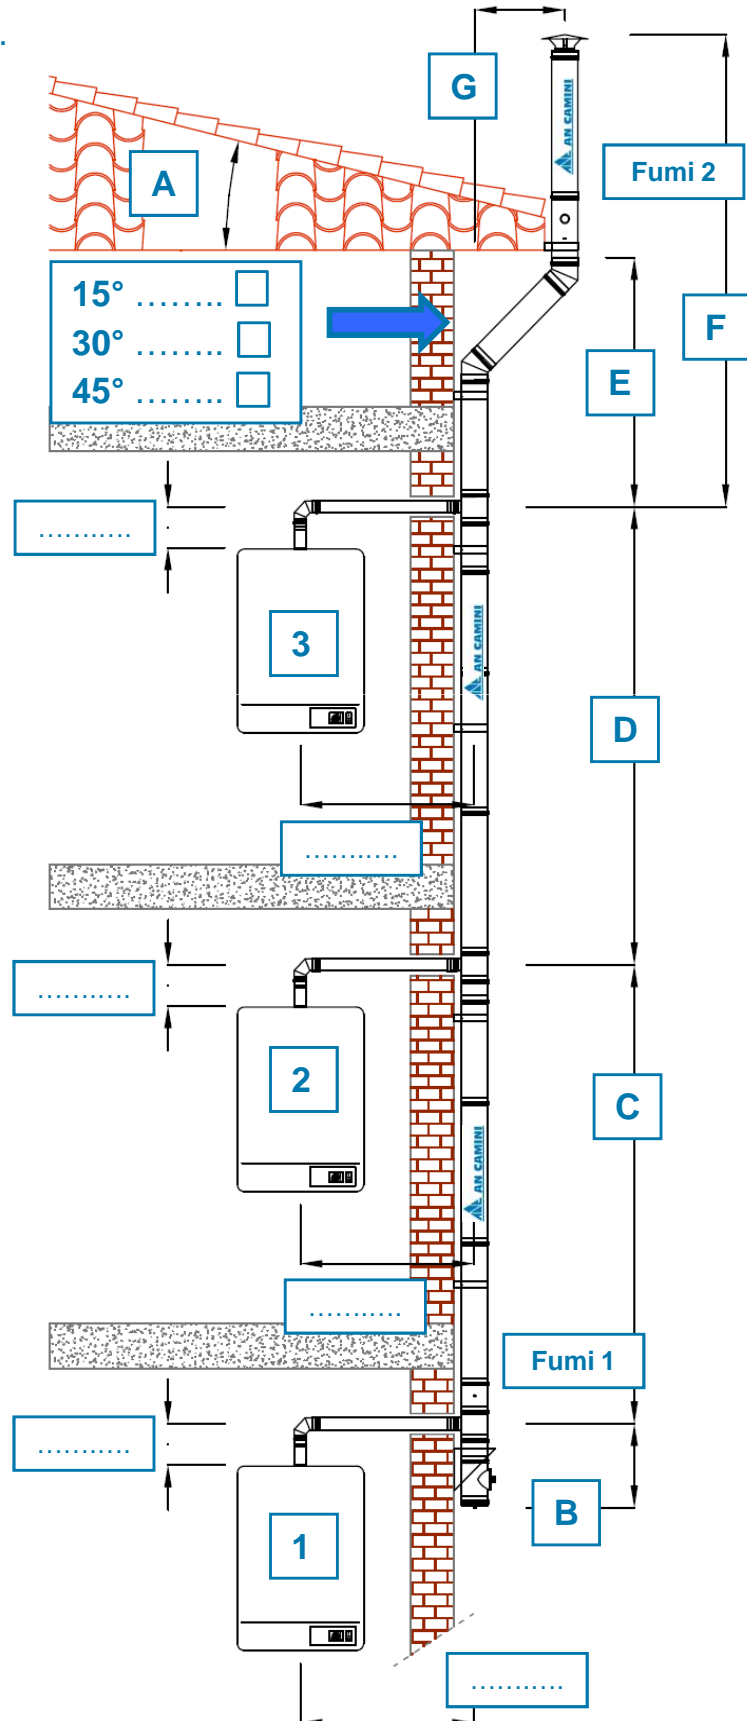 .
G
AN CAMINI
Fumi 2
A
15° ........
30° ........
45° ........
F
E
...........
3
AN CAMINI
D
...........
...........
2
C
AN CAMINI
...........
Fumi 1
...........
B
1
...........